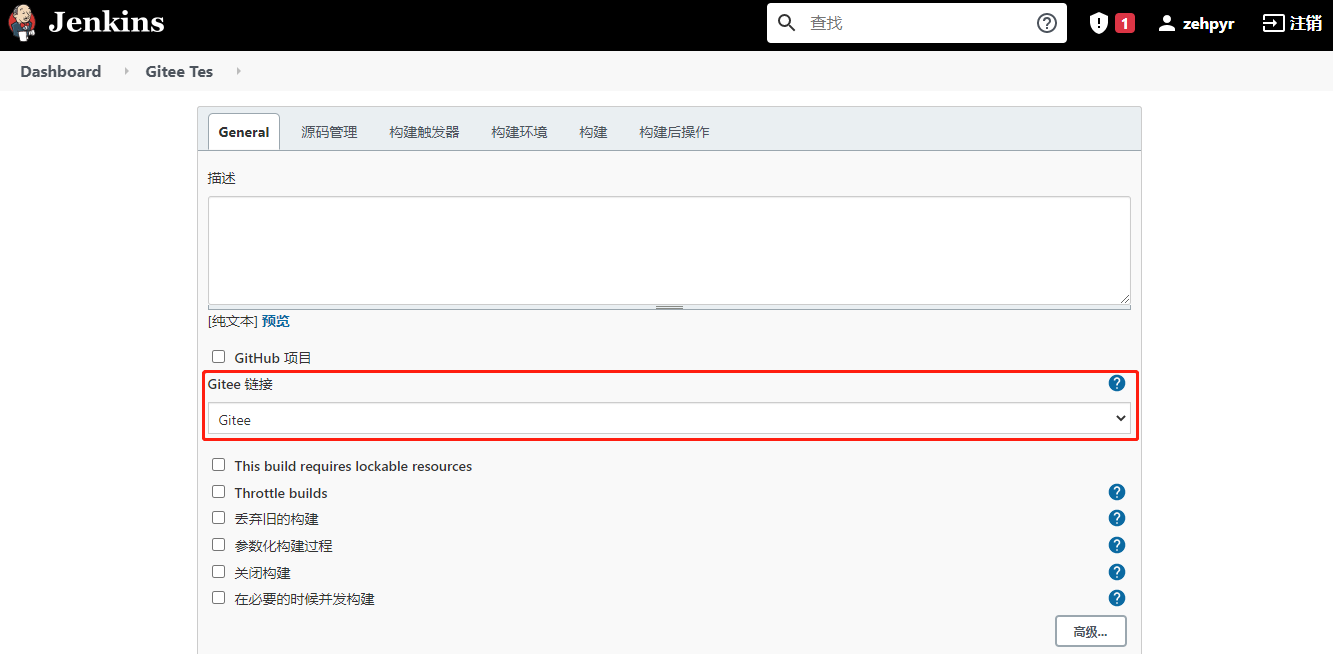 Jenkins 查找 1 zehpyr 注销
Dashboard Gitee Tes
General 源码管理 构建触发器 构建环境 构建 构建后操作
描述
[纯文本] 预览
GitHub 项目
Gitee 链接
Gitee
This build requires lockable resources
Throttle builds
丢弃旧的构建
参数化构建过程
关闭构建
在必要的时候并发构建
高级...